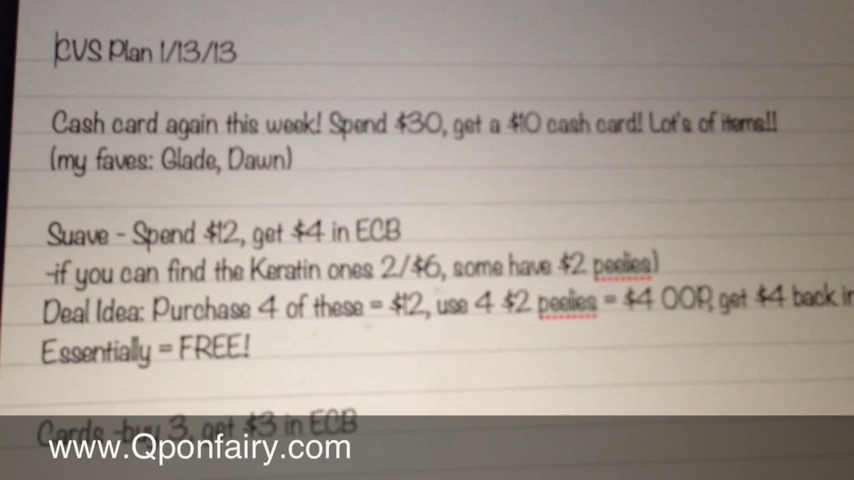 CVS Plan 1/13/13
Cash card again this week! Spend $30, get a $10 cash card! Lot's of items!!
(my faves: Glade, Dawn)
Suave - Spend $12, get $4 in ECB
-if you can find the Keratin ones 2/$6, some have $2 peelies)
Deal Idea: Purchase 4 of these = $12, use 4 $2 peelies = $4 OOP, get $4 back in
Essentially = FREE!
Cards -buy 3, get $3 in ECB
www.Qponfairy.com